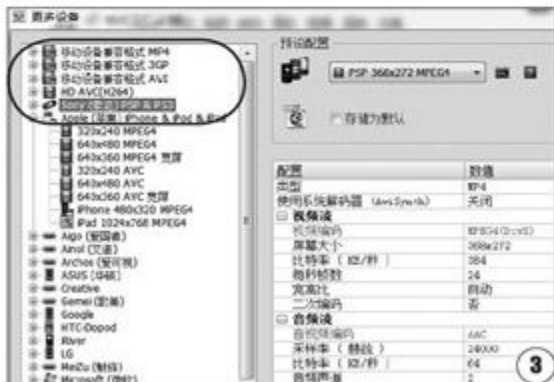 更多设备
移动设备兼容格式 MP4
移动设备兼容格式 3GP
移动设备兼容格式 AVI
HD AVC(H264)
Sony (索尼) PSP & PS3
Apple (苹果) iPhone & iPod & iPad
320x240 MPEG4
640x480 MPEG4
640x360 MPEG4 宽屏
320x240 AVC
640x480 AVC
640x360 AVC 宽屏
iPhone 480x320 MPEG4
iPad 1024x768 MPEG4
Aigo (爱国者)
Amoi (艾诺)
Archos (爱可视)
ASUS (华硕)
Creative
Gemei (歌美)
Google
HTC-Dopod
iRiver
LG
MeiZu (魅族)
Microsoft (微软)
预设配置
PSP 368x272 MPEG4
存储为默认
配置 数值
类型 MP4
使用系统解码器 (AviSynth) 关闭
视频流
视频编码 MPEG4(DivX)
屏幕大小 368x272
比特率 ( KB/秒 ) 384
每秒帧数 24
宽高比 自动
二次编码 否
音频流
音视频编码 AAC
采样率 ( 赫兹 ) 24000
比特率 ( KB/秒 ) 64
音频声道 2
3